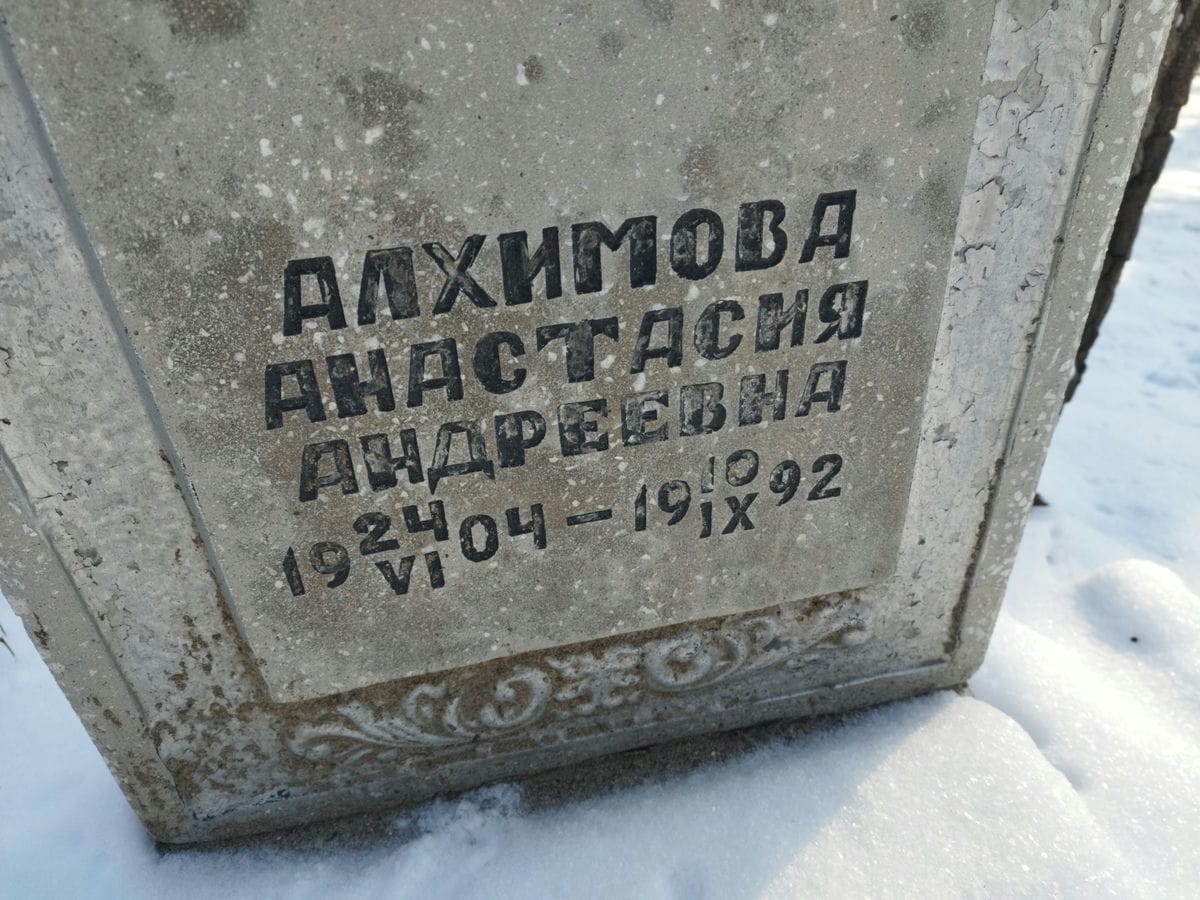 АЛХИМОВА
АНАСТАСИЯ
АНДРЕЕВНА
19 24/VI 04 – 19 10/IX 92